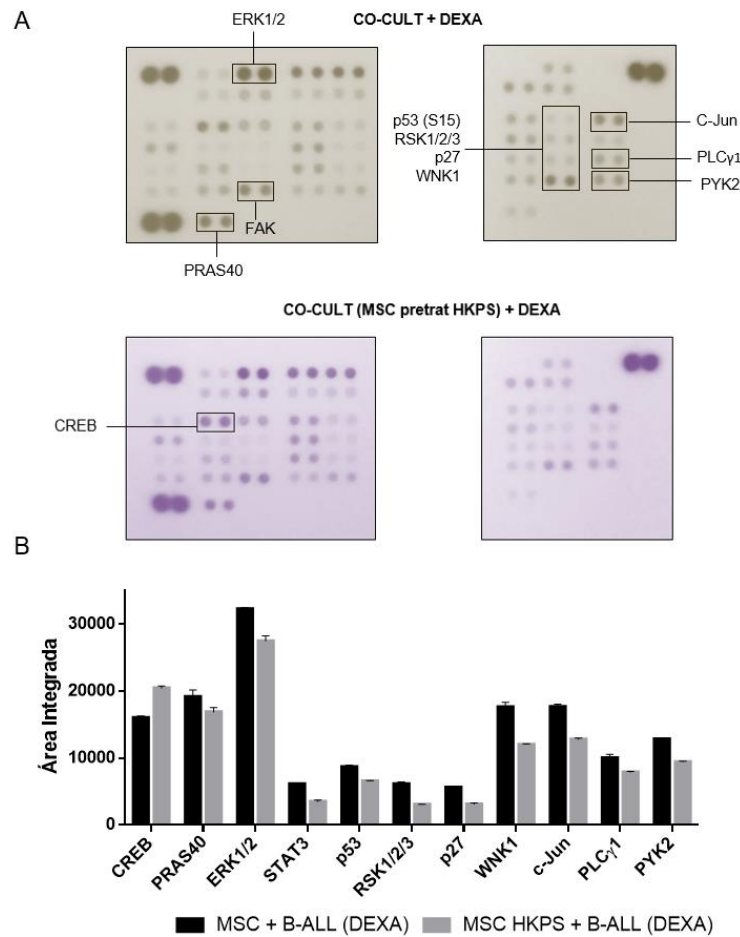 A
ERK1/2
CO-CULT + DEXA
p53 (S15)
RSK1/2/3
p27
WNK1
C-Jun
PLCγ1
PYK2
FAK
PRAS40
CO-CULT (MSC pretrat HKPS) + DEXA
CREB
B
Área Integrada
30000
20000
10000
0
CREB
PRAS40
ERK1/2
STAT3
p53
RSK1/2/3
p27
WNK1
c-Jun
PLCγ1
PYK2
MSC + B-ALL (DEXA)
MSC HKPS + B-ALL (DEXA)